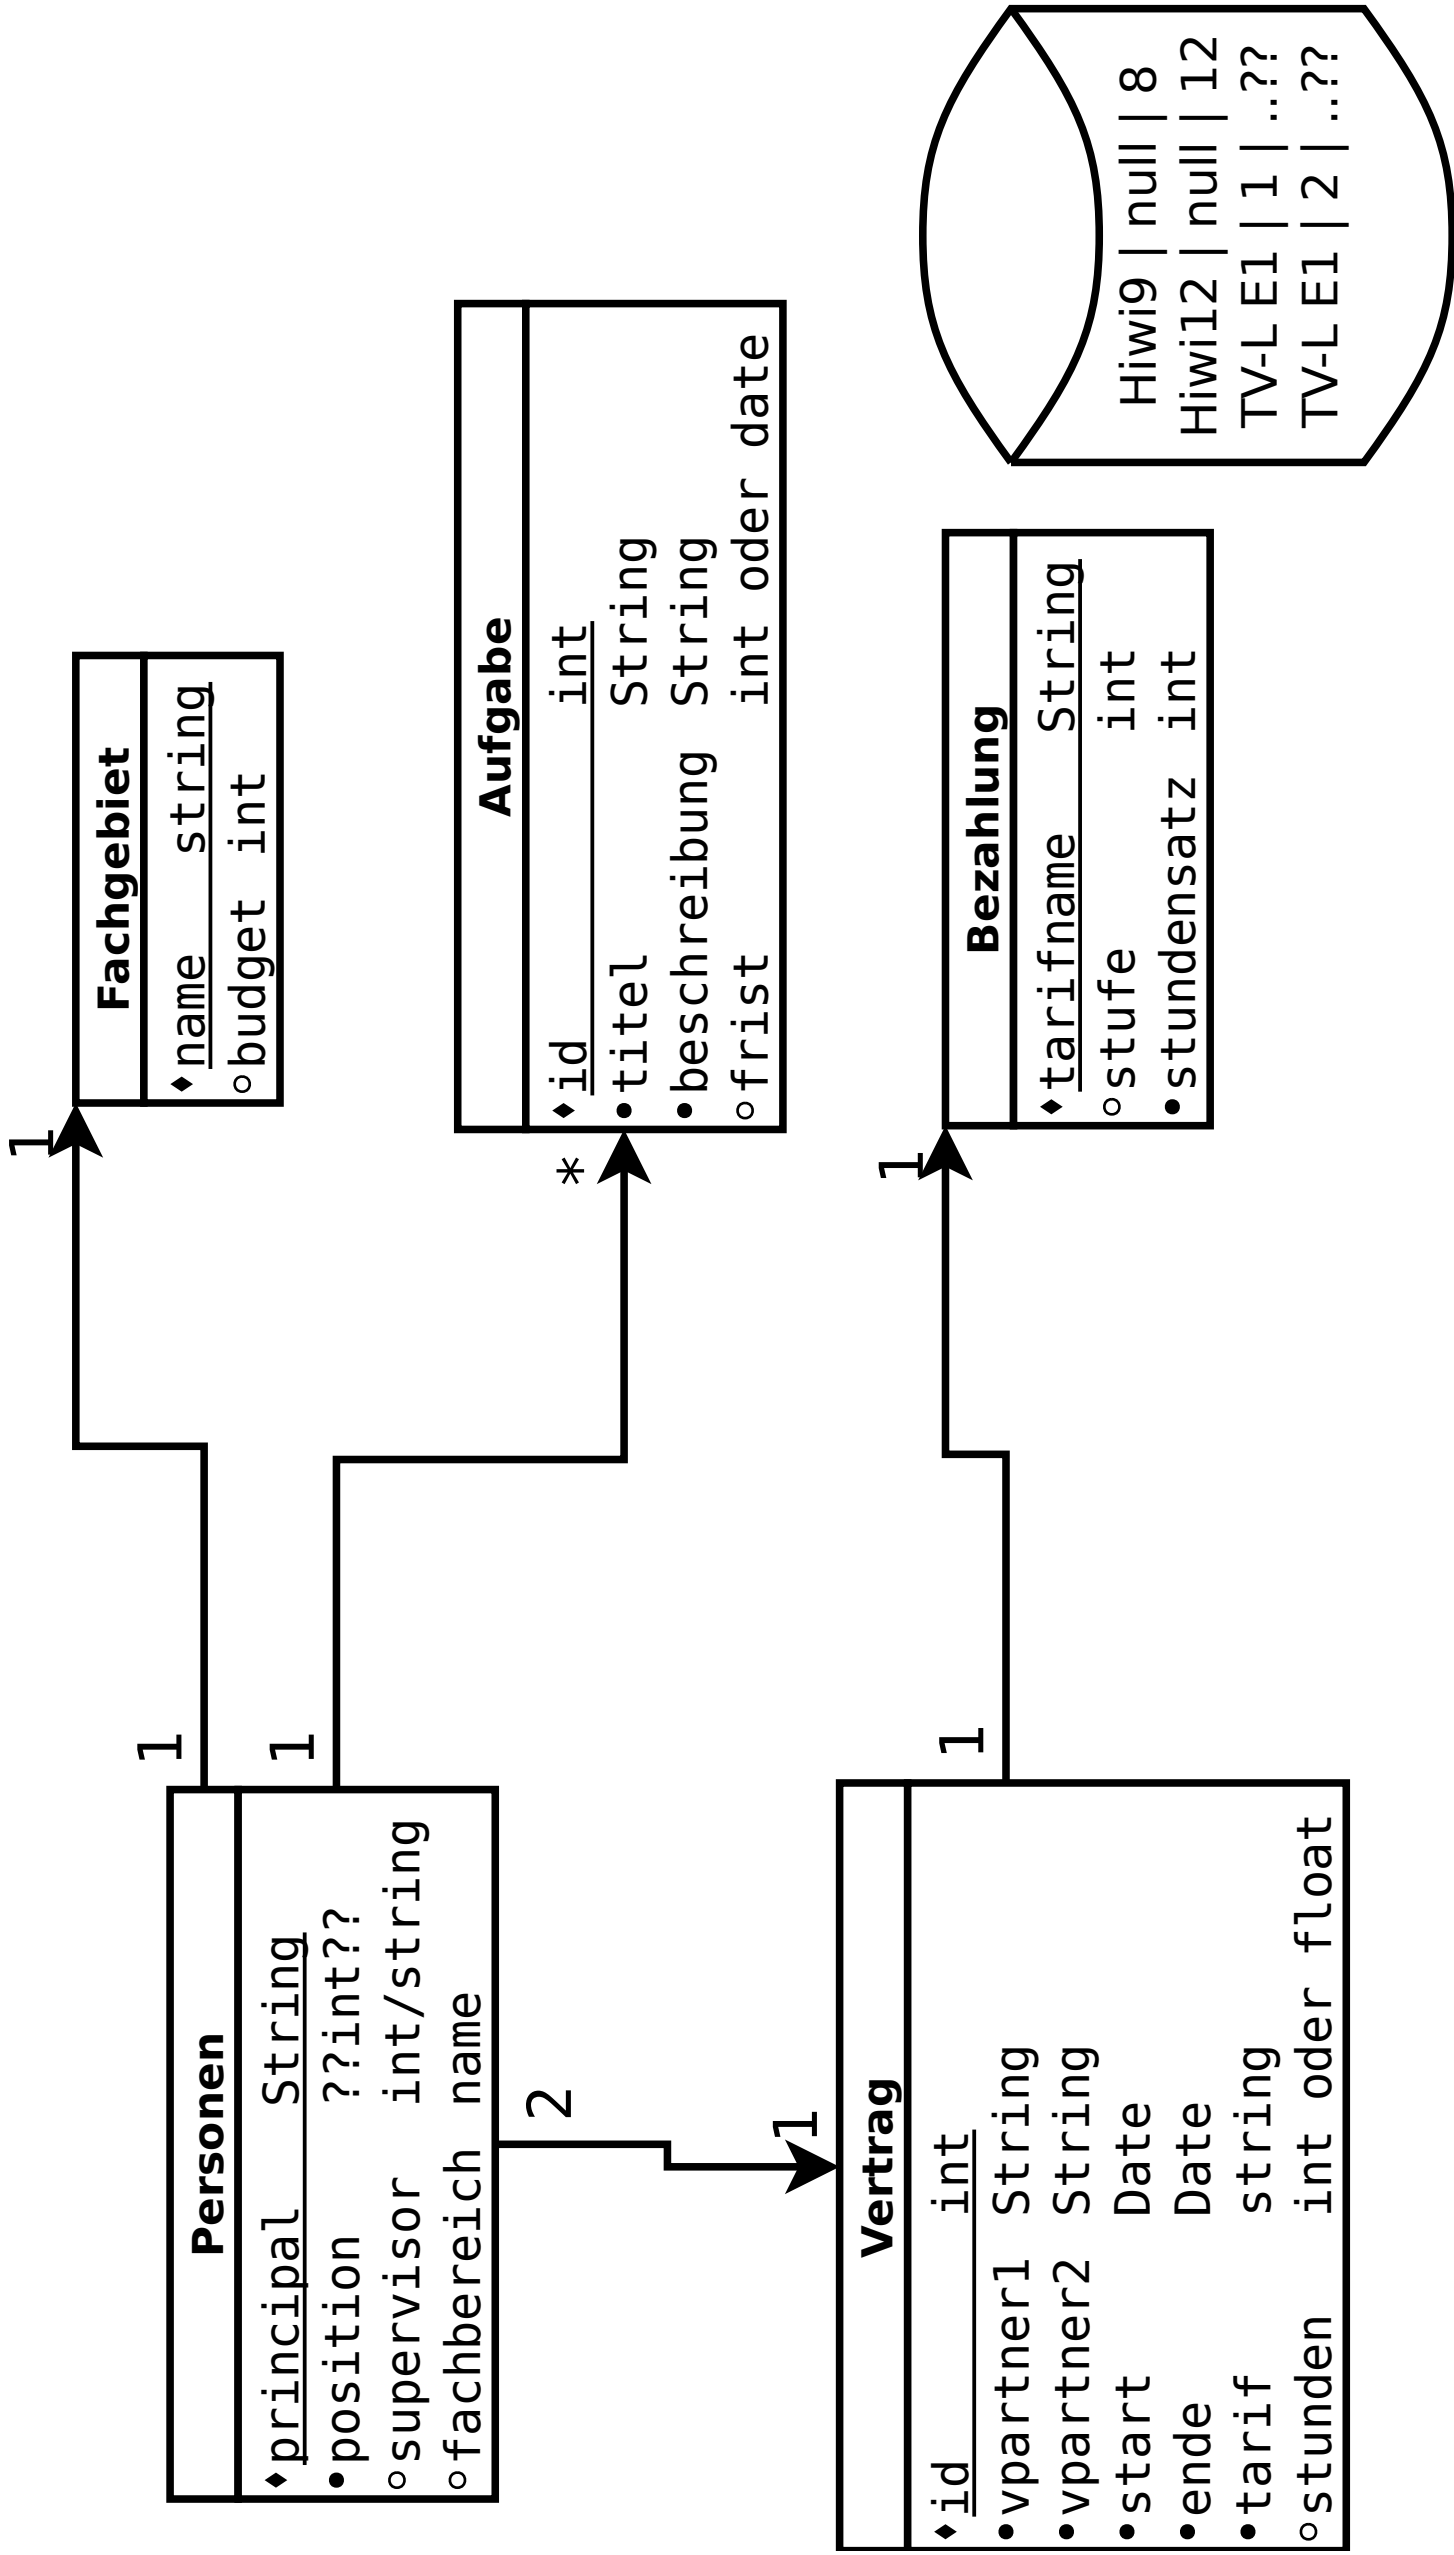 Personen
principal String
position ??int??
supervisor int/string
fachbereich name
1
1
2
1
Fachgebiet
name string
budget int
1
*
Aufgabe
id int
titel String
beschreibung String
frist int oder date
Vertrag
id int
vpartner1 String
vpartner2 String
start Date
ende Date
tarif string
stunden int oder float
1
1
Bezahlung
tarifname String
stufe int
stundensatz int
Hiwi9 | null | 8
Hiwi12 | null | 12
TV-L E1 | 1 | ..??
TV-L E1 | 2 | ..??